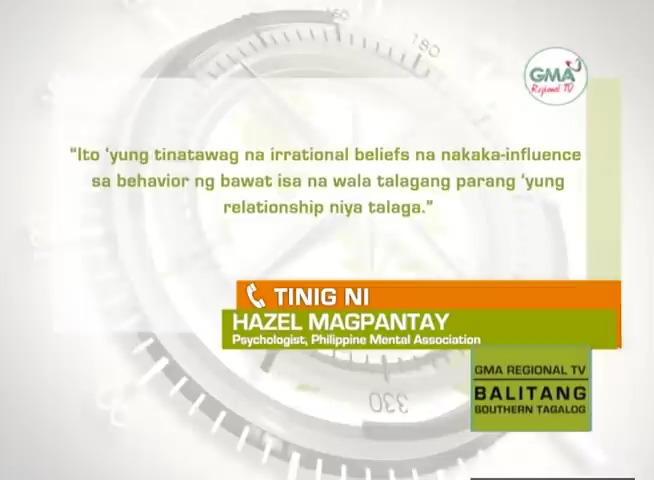 160
180
GMA
Regional TV
"Ito 'yung tinatawag na irrational beliefs na nakaka-influence
sa behavior ng bawat isa na wala talagang parang 'yung
relationship niya talaga."
TINIG NI
HAZEL MAGPANTAY
Psychologist, Philippine Mental Association
GMA REGIONAL TV
BALITANG
SOUTHERN TAGALOG
330